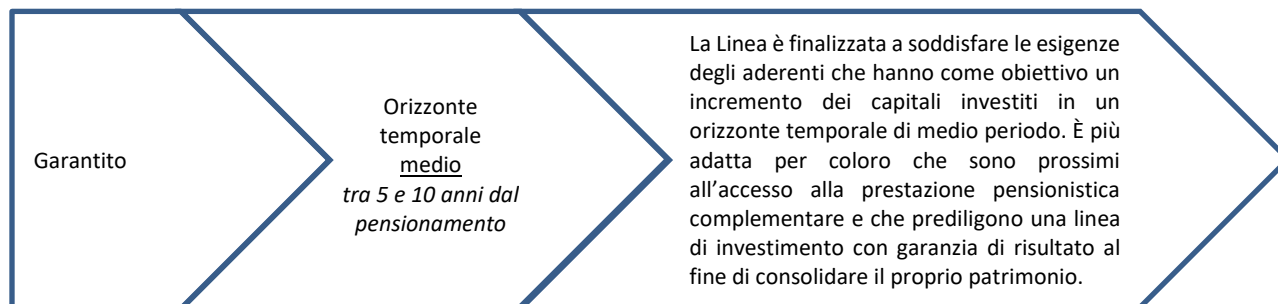 Garantito
Orizzonte
temporale
medio
tra 5 e 10 anni dal
pensionamento
La Linea è finalizzata a soddisfare le esigenze
degli aderenti che hanno come obiettivo un
incremento dei capitali investiti in un
orizzonte temporale di medio periodo. È più
adatta per coloro che sono prossimi
all'accesso alla prestazione pensionistica
complementare e che prediligono una linea
di investimento con garanzia di risultato al
fine di consolidare il proprio patrimonio.